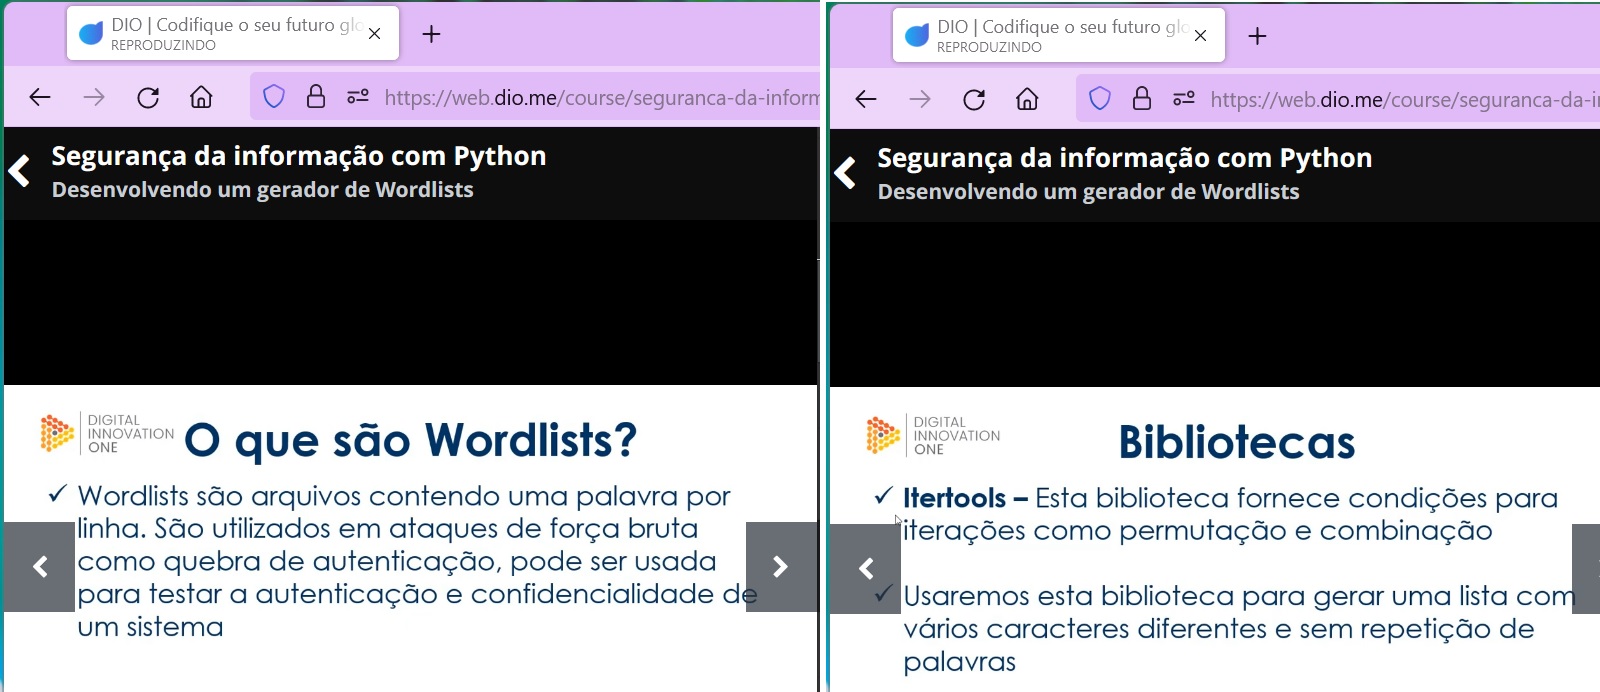 DIO | Codifique o seu futuro glo
REPRODUZINDO
https://web.dio.me/course/seguranca-da-inform
Segurança da informação com Python
Desenvolvendo um gerador de Wordlists
DIGITAL
INNOVATION
ONE
O que são Wordlists?
✓ Wordlists são arquivos contendo uma palavra por
linha. São utilizados em ataques de força bruta
como quebra de autenticação, pode ser usada
para testar a autenticação e confidencialidade de
um sistema
DIO | Codifique o seu futuro glo
REPRODUZINDO
https://web.dio.me/course/seguranca-da-i
Segurança da informação com Python
Desenvolvendo um gerador de Wordlists
DIGITAL
INNOVATION
ONE
Bibliotecas
✓ Itertools – Esta biblioteca fornece condições para
iterações como permutação e combinação
✓ Usaremos esta biblioteca para gerar uma lista com
vários caracteres diferentes e sem repetição de
palavras